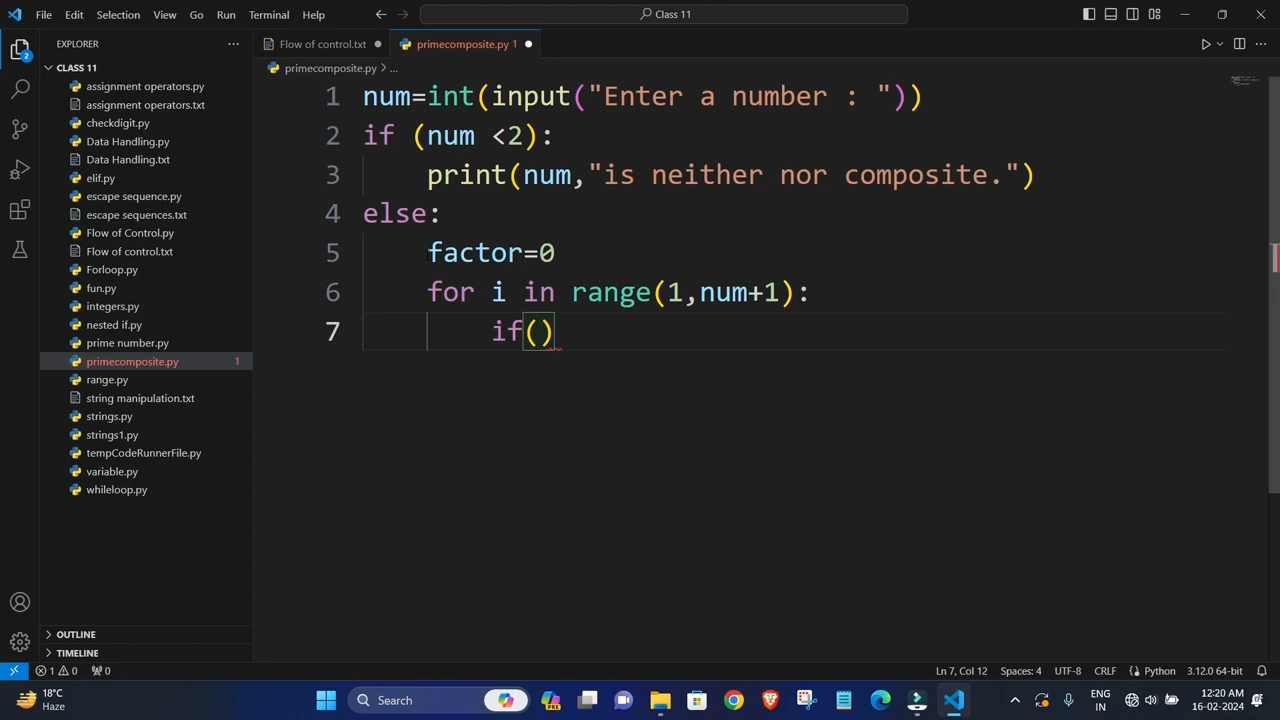 File Edit Selection View Go Run Terminal Help Class 11
EXPLORER
Flow of control.txt primecomposite.py 1
CLASS 11
primecomposite.py > ...
assignment operators.py
assignment operators.txt
checkdigit.py
Data Handling.py
Data Handling.txt
elif.py
escape sequence.py
escape sequences.txt
Flow of Control.py
Flow of control.txt
Forloop.py
fun.py
integers.py
nested if.py
prime number.py
primecomposite.py 1
range.py
string manipulation.txt
strings.py
strings1.py
tempCodeRunnerFile.py
variable.py
whileloop.py
2
1 num=int(input("Enter a number : "))
2 if (num <2):
3 print(num,"is neither nor composite.")
4 else:
5 factor=0
6 for i in range(1,num+1):
7 if()
OUTLINE
TIMELINE
1 0 0 Ln 7, Col 12 Spaces: 4 UTF-8 CRLF Python 3.12.0 64-bit
18°C
Haze
Search
PRE
ENG
IN
12:20 AM
16-02-2024